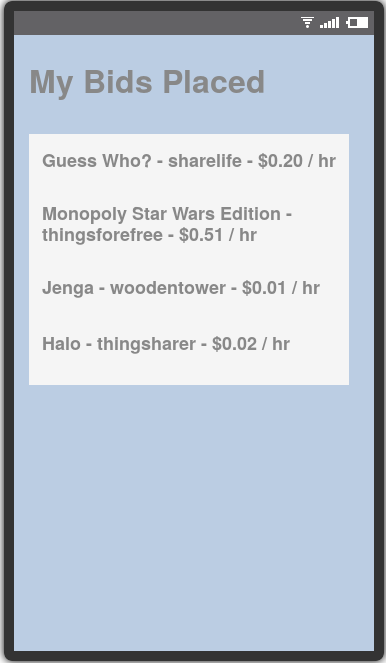 My Bids Placed
Guess Who? - sharelife - $0.20 / hr
Monopoly Star Wars Edition -
thingsforefree - $0.51 / hr
Jenga - woodentower - $0.01 / hr
Halo - thingsharer - $0.02 / hr